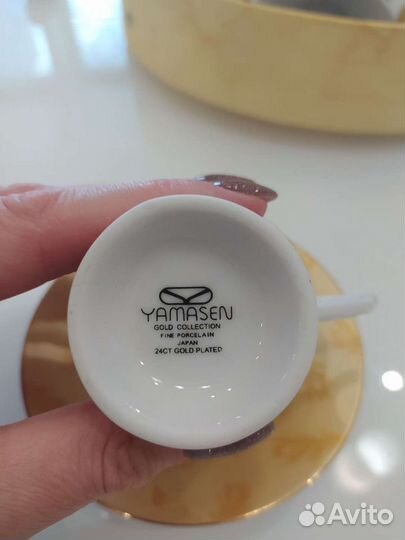 YAMASEN
GOLD COLLECTION
FINE PORCELAIN
JAPAN
24CT GOLD PLATED
Avito